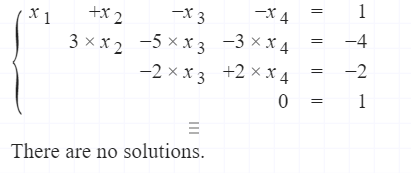 x1 +x2 −x3 −x4 = 1
3 × x2 −5 × x3 −3 × x4 = −4
−2 × x3 +2 × x4 = −2
0 = 1
There are no solutions.